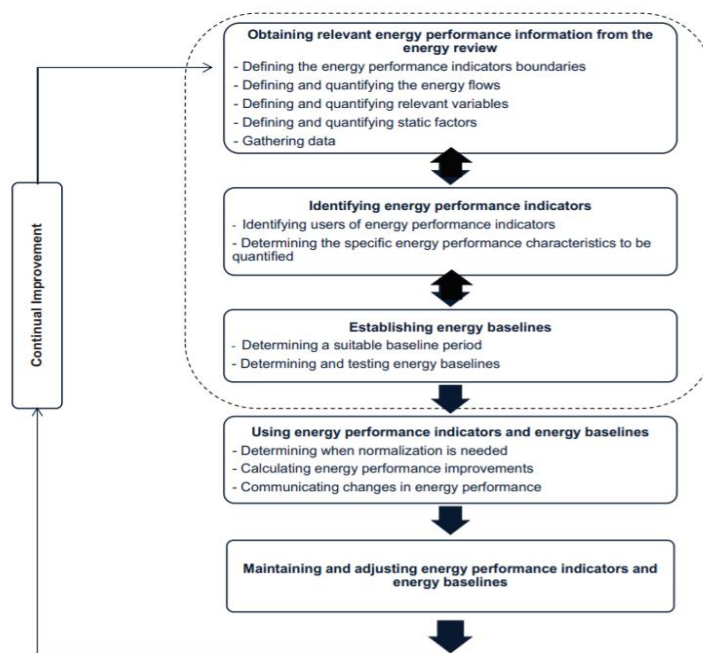 Obtaining relevant energy performance information from the
energy review
- Defining the energy performance indicators boundaries
- Defining and quantifying the energy flows
- Defining and quantifying relevant variables
- Defining and quantifying static factors
- Gathering data
Identifying energy performance indicators
- Identifying users of energy performance indicators
- Determining the specific energy performance characteristics to be
quantified
Establishing energy baselines
- Determining a suitable baseline period
- Determining and testing energy baselines
Using energy performance indicators and energy baselines
- Determining when normalization is needed
- Calculating energy performance improvements
- Communicating changes in energy performance
Maintaining and adjusting energy performance indicators and
energy baselines
Continual Improvement